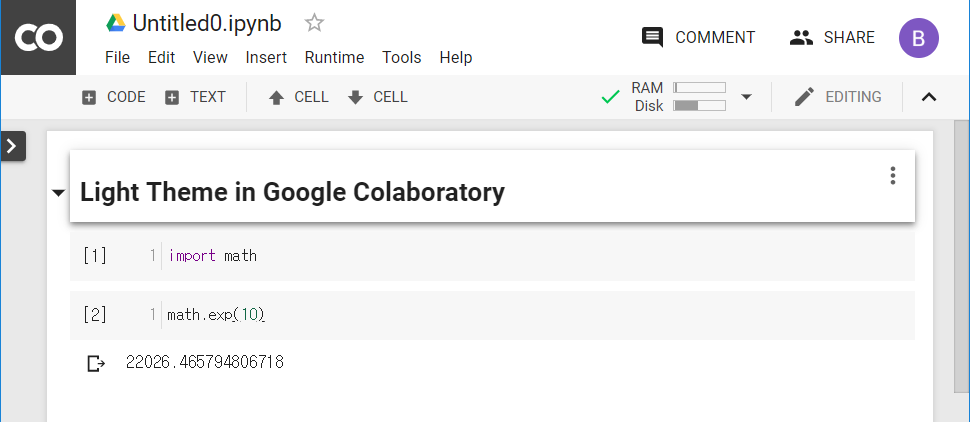 CO
Untitled0.ipynb
COMMENT
SHARE
B
File Edit View Insert Runtime Tools Help
CODE TEXT CELL CELL
RAM
Disk
EDITING
Light Theme in Google Colaboratory
[1] 1 import math
[2] 1 math.exp(10)
22026.465794806718